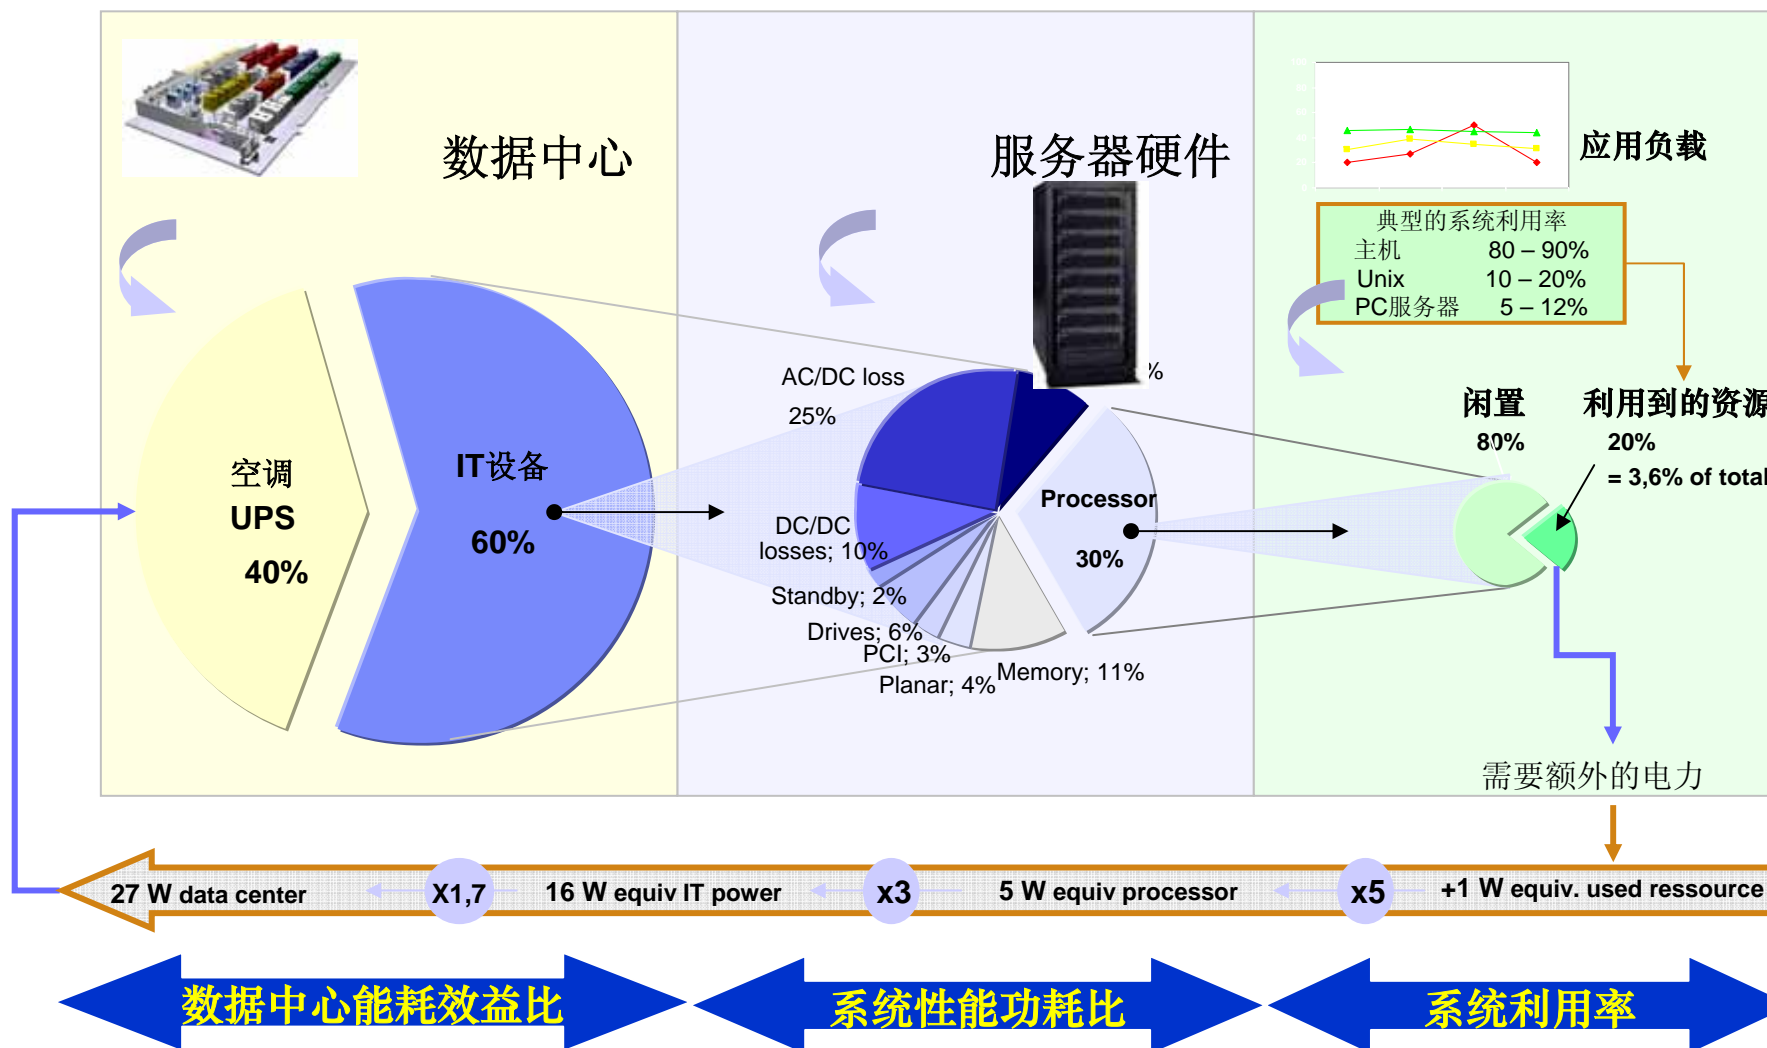 数据中心
服务器硬件
应用负载
典型的系统利用率
主机 80 – 90%
Unix 10 – 20%
PC服务器 5 – 12%
AC/DC loss
25%
%
闲置
80%
利用到的资源
20%
= 3,6% of total
空调
UPS
40%
IT设备
60%
Processor
30%
DC/DC
losses; 10%
Standby; 2%
Drives; 6%
PCI; 3%
Planar; 4%
Memory; 11%
需要额外的电力
27 W data center
X1,7
16 W equiv IT power
x3
5 W equiv processor
x5
+1 W equiv. used ressource
数据中心能耗效益比
系统性能功耗比
系统利用率